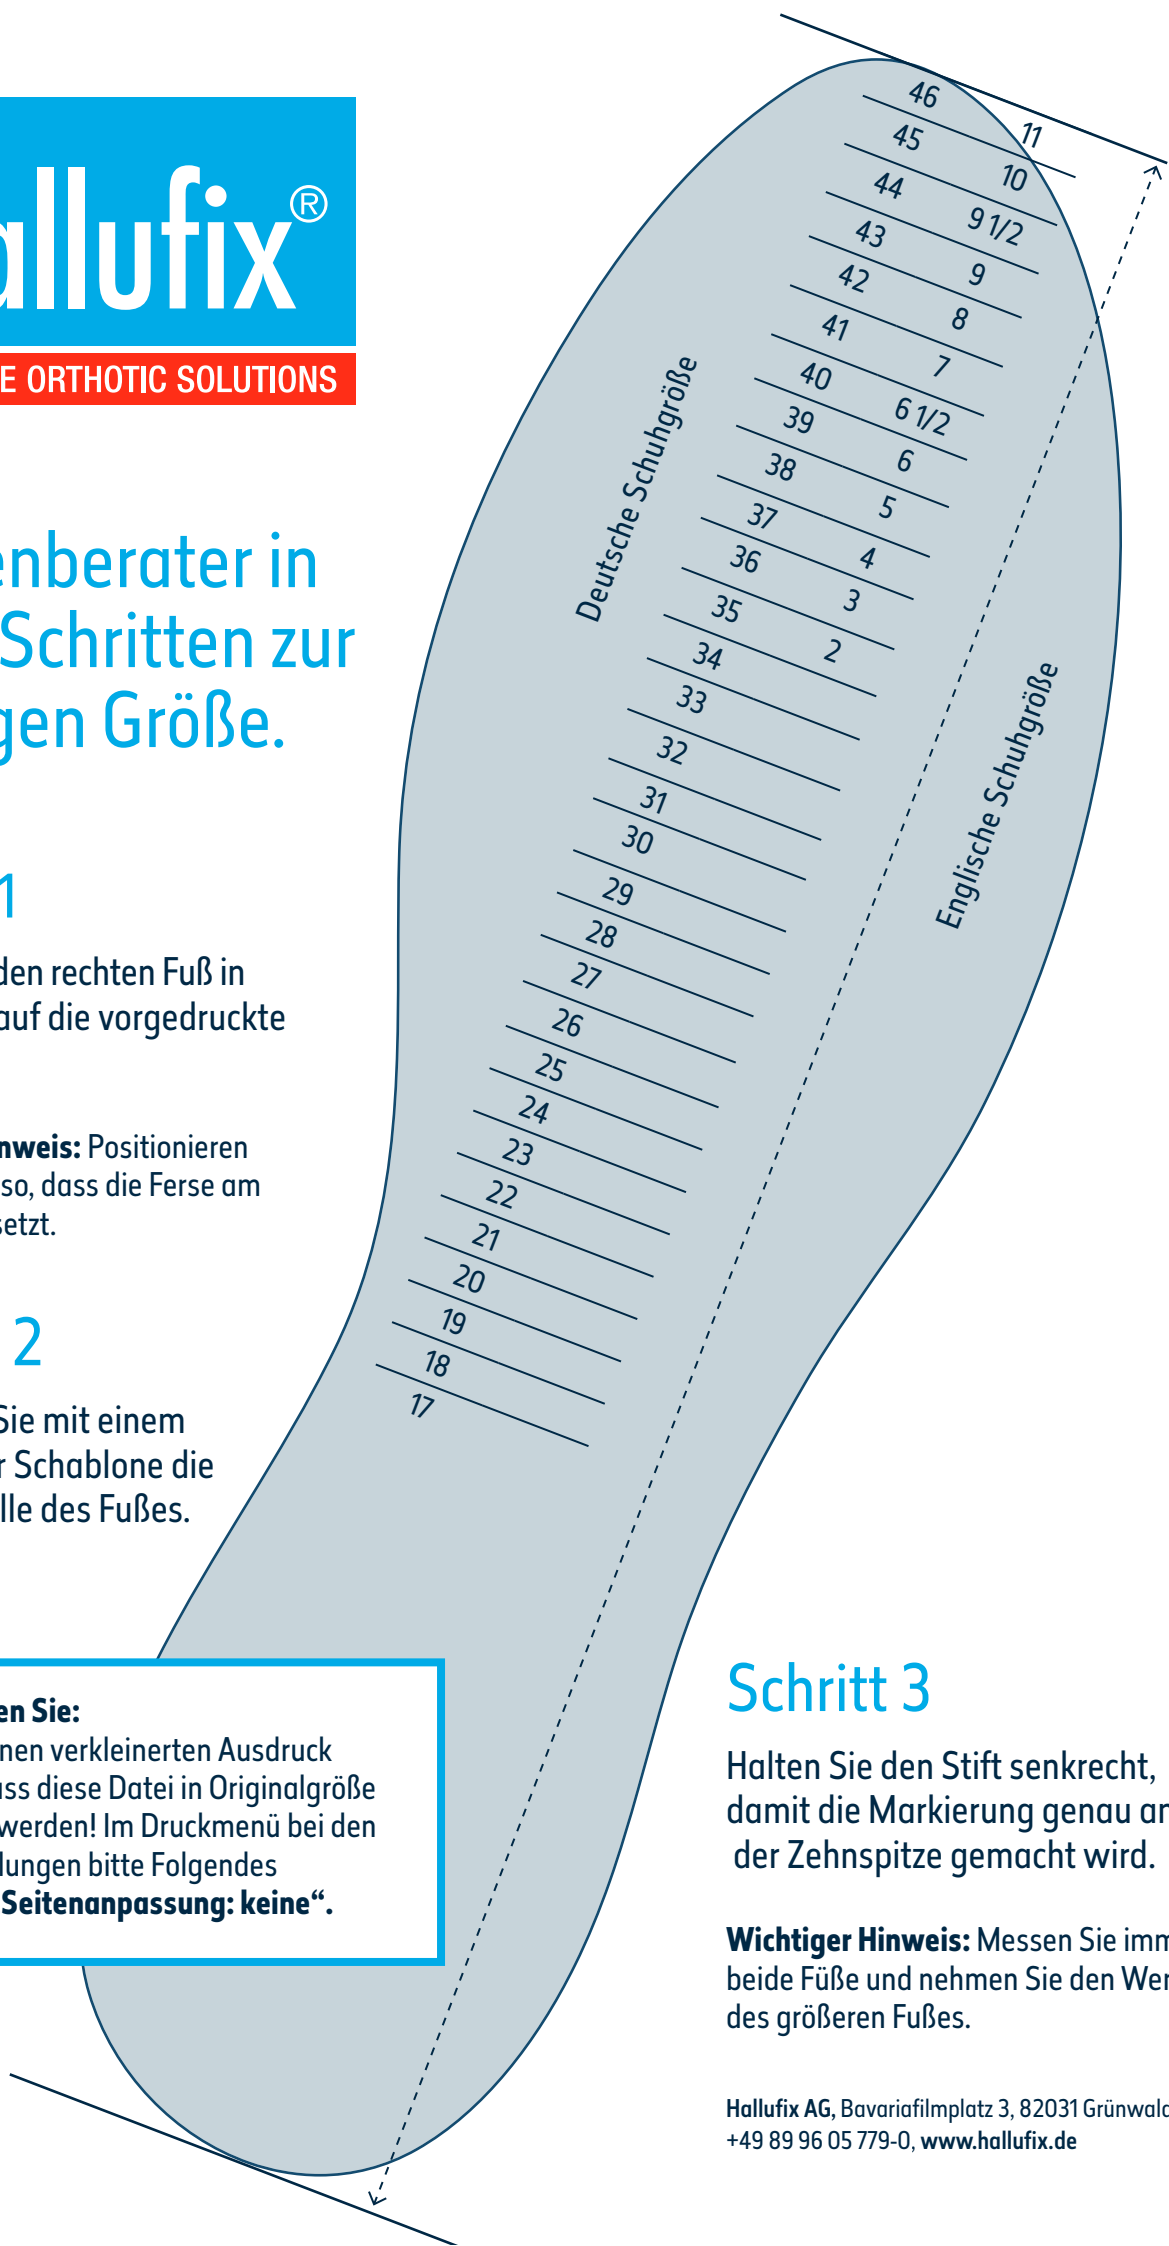 allufix®
E ORTHOTIC SOLUTIONS
enberater in
Schritten zur
gen Größe.
1
den rechten Fuß in
auf die vorgedruckte
nweis: Positionieren
so, dass die Ferse am
setzt.
2
Sie mit einem
r Schablone die
lle des Fußes.
en Sie:
nen verkleinerten Ausdruck
ass diese Datei in Originalgröße
werden! Im Druckmenü bei den
lungen bitte Folgendes
Seitenanpassung: keine“.
Deutsche Schuhgröße
46
45
44
43
42
41
40
39
38
37
36
35
34
33
32
31
30
29
28
27
26
25
24
23
22
21
20
19
18
17
Englische Schuhgröße
11
10
9 1/2
9
8
7
6 1/2
6
5
4
3
2
Schritt 3
Halten Sie den Stift senkrecht,
damit die Markierung genau an
der Zehnspitze gemacht wird.
Wichtiger Hinweis: Messen Sie imm
beide Füße und nehmen Sie den Wer
des größeren Fußes.
Hallufix AG, Bavariafilmplatz 3, 82031 Grünwald
+49 89 96 05 779-0, www.hallufix.de